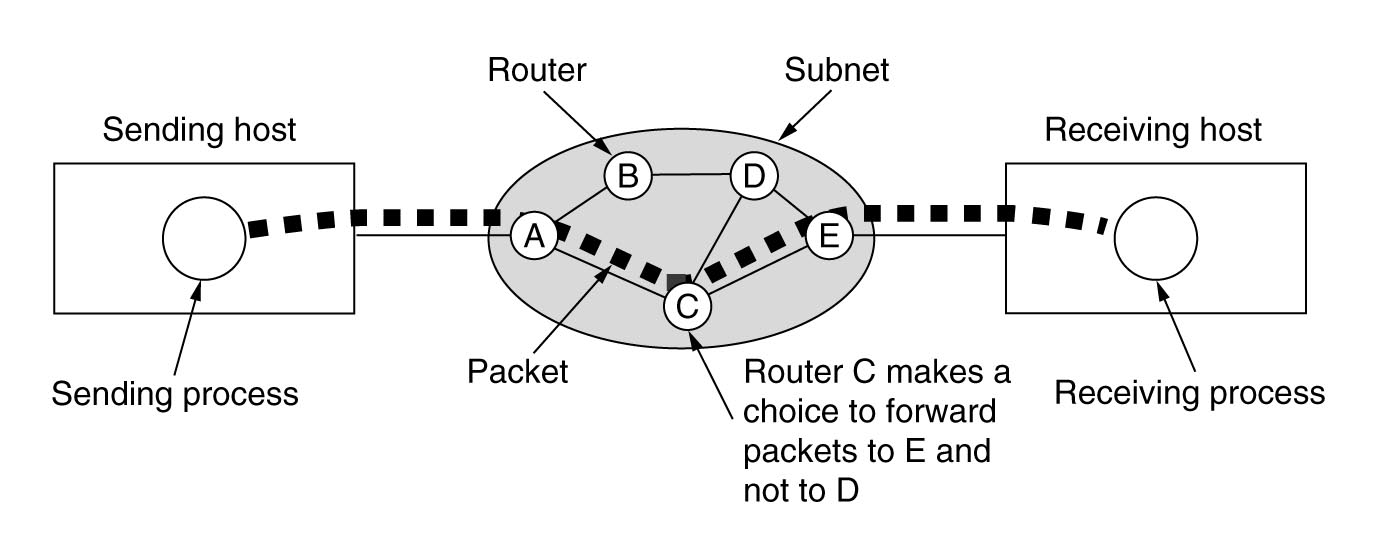 Router
Subnet
Sending host
Receiving host
B
D
A
E
C
Packet
Router C makes a
choice to forward
packets to E and
not to D
Sending process
Receiving process